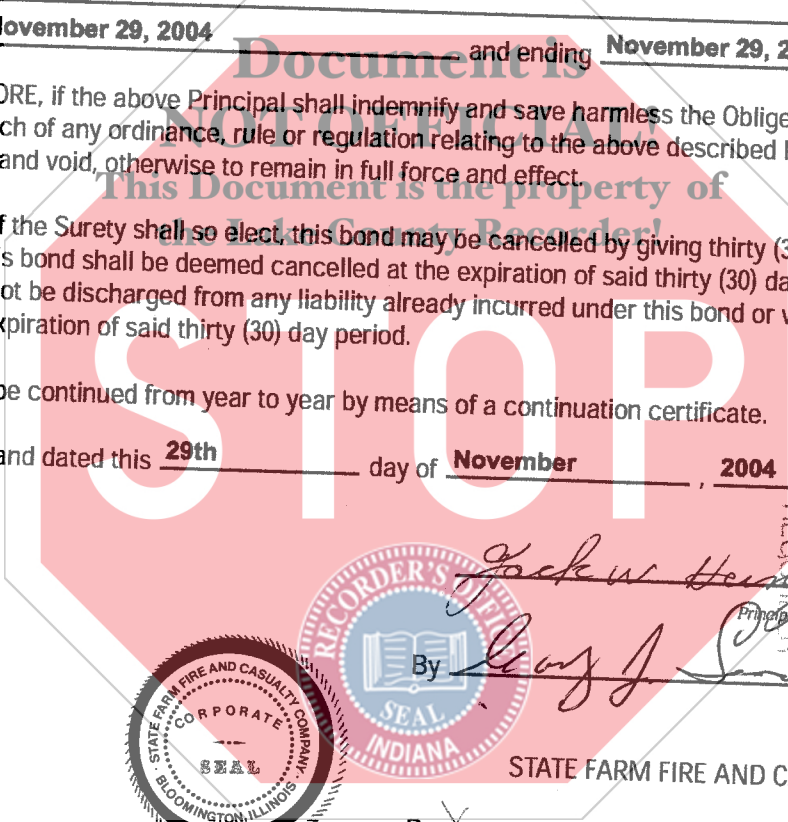 ovember 29, 2004 and ending November 29, 2
Document is
ORE, if the above Principal shall indemnify and save harmless the Oblige
NOT OFFICIAL!
ch of any ordinance, rule or regulation relating to the above described
and void, otherwise to remain in full force and effect.
This Document is the property of
the Lake County Recorder!
f the Surety shall so elect, this bond may be cancelled by giving thirty (3
s bond shall be deemed cancelled at the expiration of said thirty (30) da
ot be discharged from any liability already incurred under this bond or
xpiration of said thirty (30) day period.
STOP
be continued from year to year by means of a continuation certificate.
and dated this 29th day of November , 2004
Jack W
Princip
By
RECORDER'S OFFICE
SEAL
INDIANA
STATE FARM FIRE AND CASUALTY COMPANY
CORPORATE
SEAL
BLOOMINGTON, ILLINOIS
STATE FARM FIRE AND C